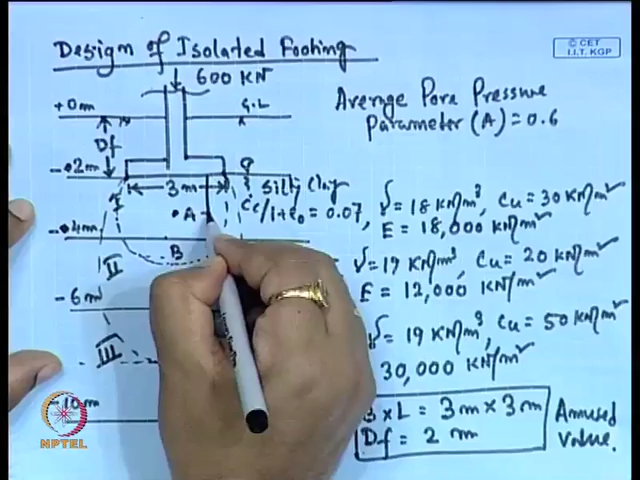 Design of Isolated Footing
© CET
I.I.T. KGP
600 KN
+0m
G.L
Average Pore Pressure
Parameter (A) = 0.6
Df
-02m
3m
Silty Clay
I
A
Cc/1+e0 = 0.07,
γ = 18 KN/m³, Cu = 30 KN/m²
E = 18,000 KN/m²
-04m
B
II
γ = 19 KN/m³, Cu = 20 KN/m²
E = 12,000 KN/m²
-6m
III
γ = 19 KN/m³, Cu = 50 KN/m²
30,000 KN/m²
-10m
B × L = 3m × 3m
Df = 2 m
Assumed
Value.
NPTEL